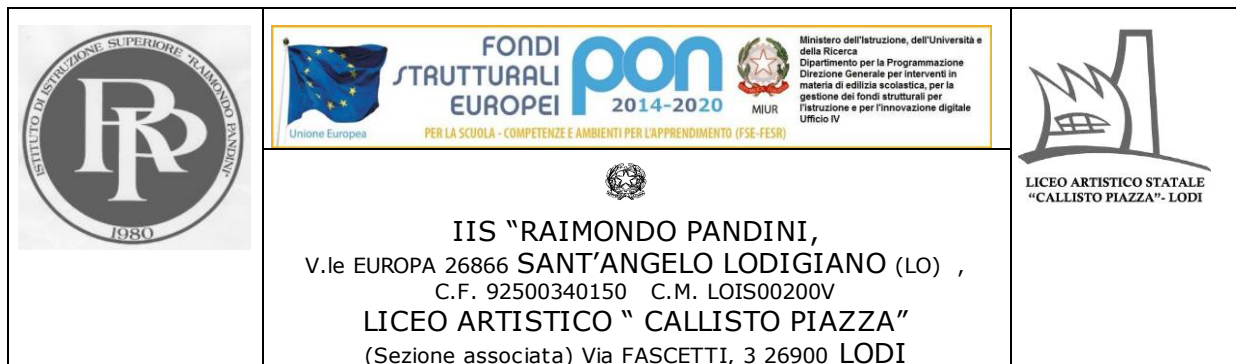 ISTITUTO DI ISTRUZIONE SUPERIORE "RAIMONDO PANDINI"
1980
Unione Europea
FONDI
STRUTTURALI
EUROPEI
pon
2014-2020
MIUR
Ministero dell'Istruzione, dell'Università e
della Ricerca
Dipartimento per la Programmazione
Direzione Generale per interventi in
materia di edilizia scolastica, per la
gestione dei fondi strutturali per
l'istruzione e per l'innovazione digitale
Ufficio IV
PER LA SCUOLA - COMPETENZE E AMBIENTI PER L'APPRENDIMENTO (FSE-FESR)
IIS "RAIMONDO PANDINI,
V.le EUROPA 26866 SANT'ANGELO LODIGIANO (LO) ,
C.F. 92500340150 C.M. LOIS00200V
LICEO ARTISTICO " CALLISTO PIAZZA"
(Sezione associata) Via FASCETTI, 3 26900 LODI
LICEO ARTISTICO STATALE
"CALLISTO PIAZZA"- LODI